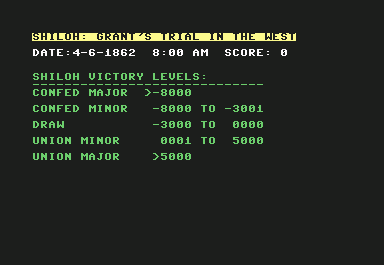 SHILOH: GRANT'S TRIAL IN THE WEST
DATE:4-6-1862  8:00 AM  SCORE: 0
SHILOH VICTORY LEVELS:
-----------------------------
CONFED MAJOR  >-8000
CONFED MINOR   -8000 TO -3001
DRAW           -3000 TO  0000
UNION MINOR     0001 TO  5000
UNION MAJOR    >5000